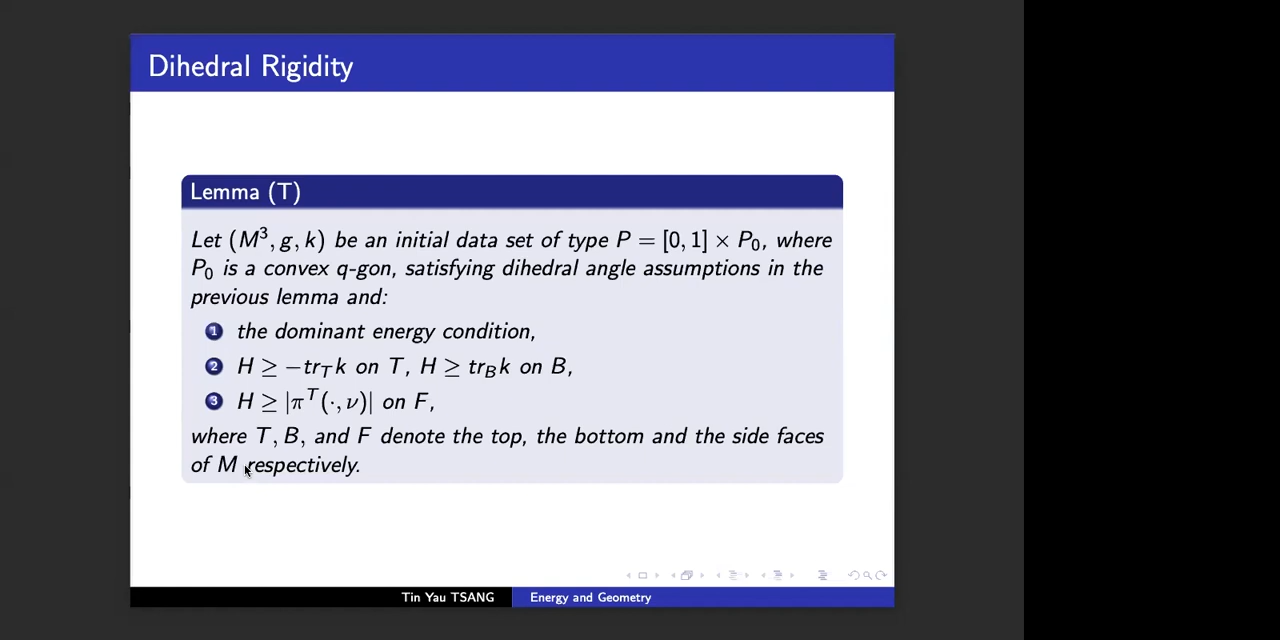 Dihedral Rigidity
Lemma (T)
Let (M³, g, k) be an initial data set of type P = [0, 1] × P₀, where
P₀ is a convex q-gon, satisfying dihedral angle assumptions in the
previous lemma and:
1 the dominant energy condition,
2 H ≥ −tr_T k on T, H ≥ tr_B k on B,
3 H ≥ |π^T(·, ν)| on F,
where T, B, and F denote the top, the bottom and the side faces
of M respectively.
Tin Yau TSANG Energy and Geometry